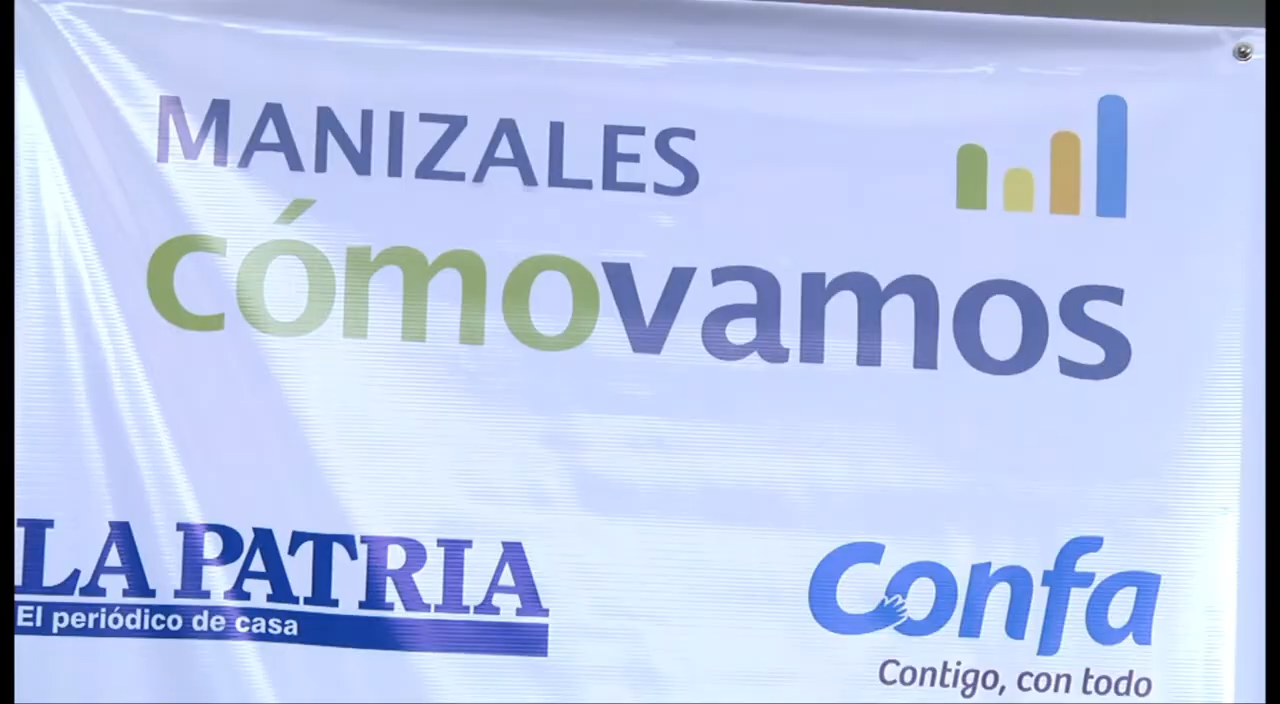 MANIZALES
cómovamos
LA PATRIA
El periódico de casa
Confa
Contigo, con todo